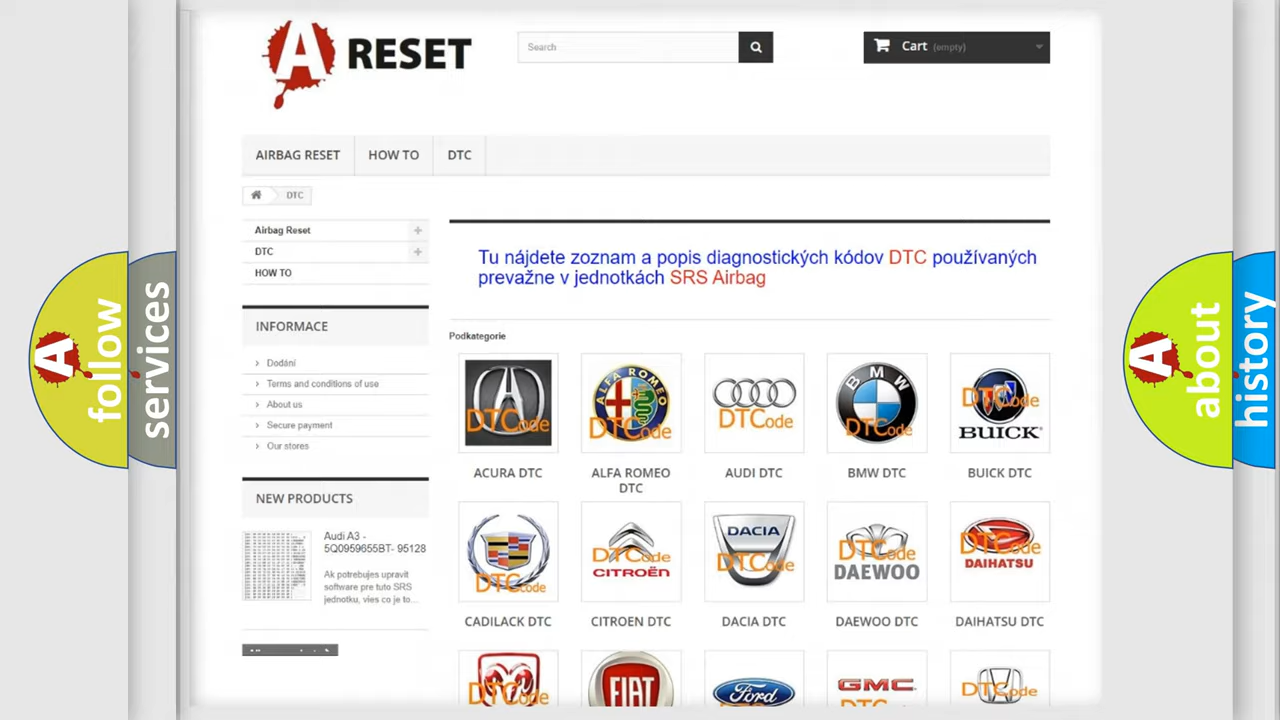 A RESET
Search
Cart (empty)
AIRBAG RESET
HOW TO
DTC
DTC
Airbag Reset
DTC
HOW TO
INFORMACE
Dodání
Terms and conditions of use
About us
Secure payment
Our stores
NEW PRODUCTS
Audi A3 -
5Q0959655BT- 95128
Ak potrebujes upravit
software pre tuto SRS
jednotku, vies co je to...
Tu nájdete zoznam a popis diagnostických kódov DTC používaných
prevažne v jednotkách SRS Airbag
Podkategorie
DTCode
ALFA ROMEO
DTCode
DTCode
BMW
DTCode
DTCode
BUICK
ACURA DTC
ALFA ROMEO
DTC
AUDI DTC
BMW DTC
BUICK DTC
DTCode
DTCode
CITROËN
DACIA
DTCode
DTCode
DAEWOO
DTCode
DAIHATSU
CADILACK DTC
CITROEN DTC
DACIA DTC
DAEWOO DTC
DAIHATSU DTC
DTCode
FIAT
Ford
GMC
DTCode
A follow
services
A about
history